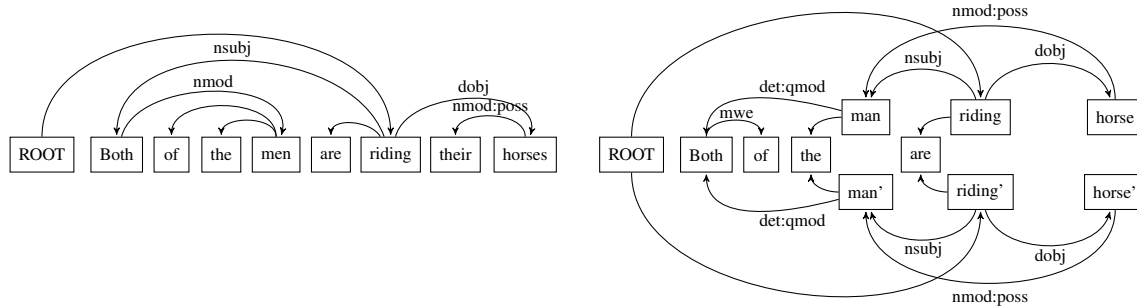 nsubj
nmod
dobj
nmod:poss
ROOT Both of the men are riding their horses
nmod:poss
nsubj
dobj
det:qmod
mwe
man riding horse
ROOT Both of the are
man' riding' horse'
det:qmod
nsubj
dobj
nmod:poss